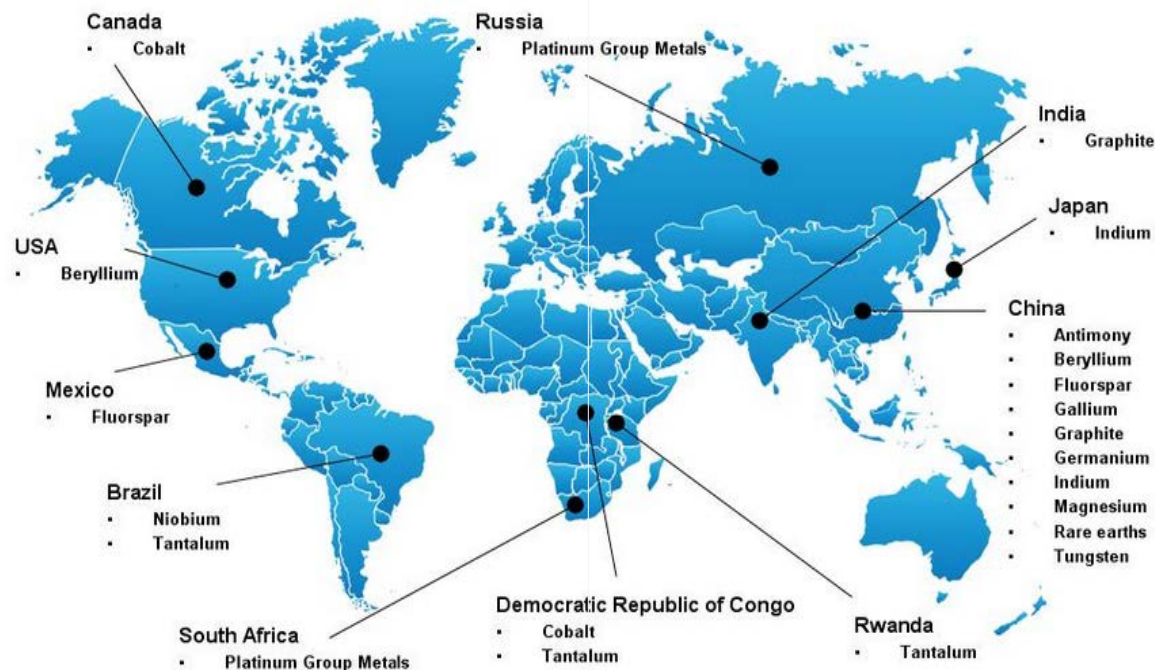 Canada
▪ Cobalt
Russia
▪ Platinum Group Metals
India
▪ Graphite
Japan
▪ Indium
USA
▪ Beryllium
China
▪ Antimony
▪ Beryllium
▪ Fluorspar
▪ Gallium
▪ Graphite
▪ Germanium
▪ Indium
▪ Magnesium
▪ Rare earths
▪ Tungsten
Mexico
▪ Fluorspar
Brazil
▪ Niobium
▪ Tantalum
South Africa
▪ Platinum Group Metals
Democratic Republic of Congo
▪ Cobalt
▪ Tantalum
Rwanda
▪ Tantalum